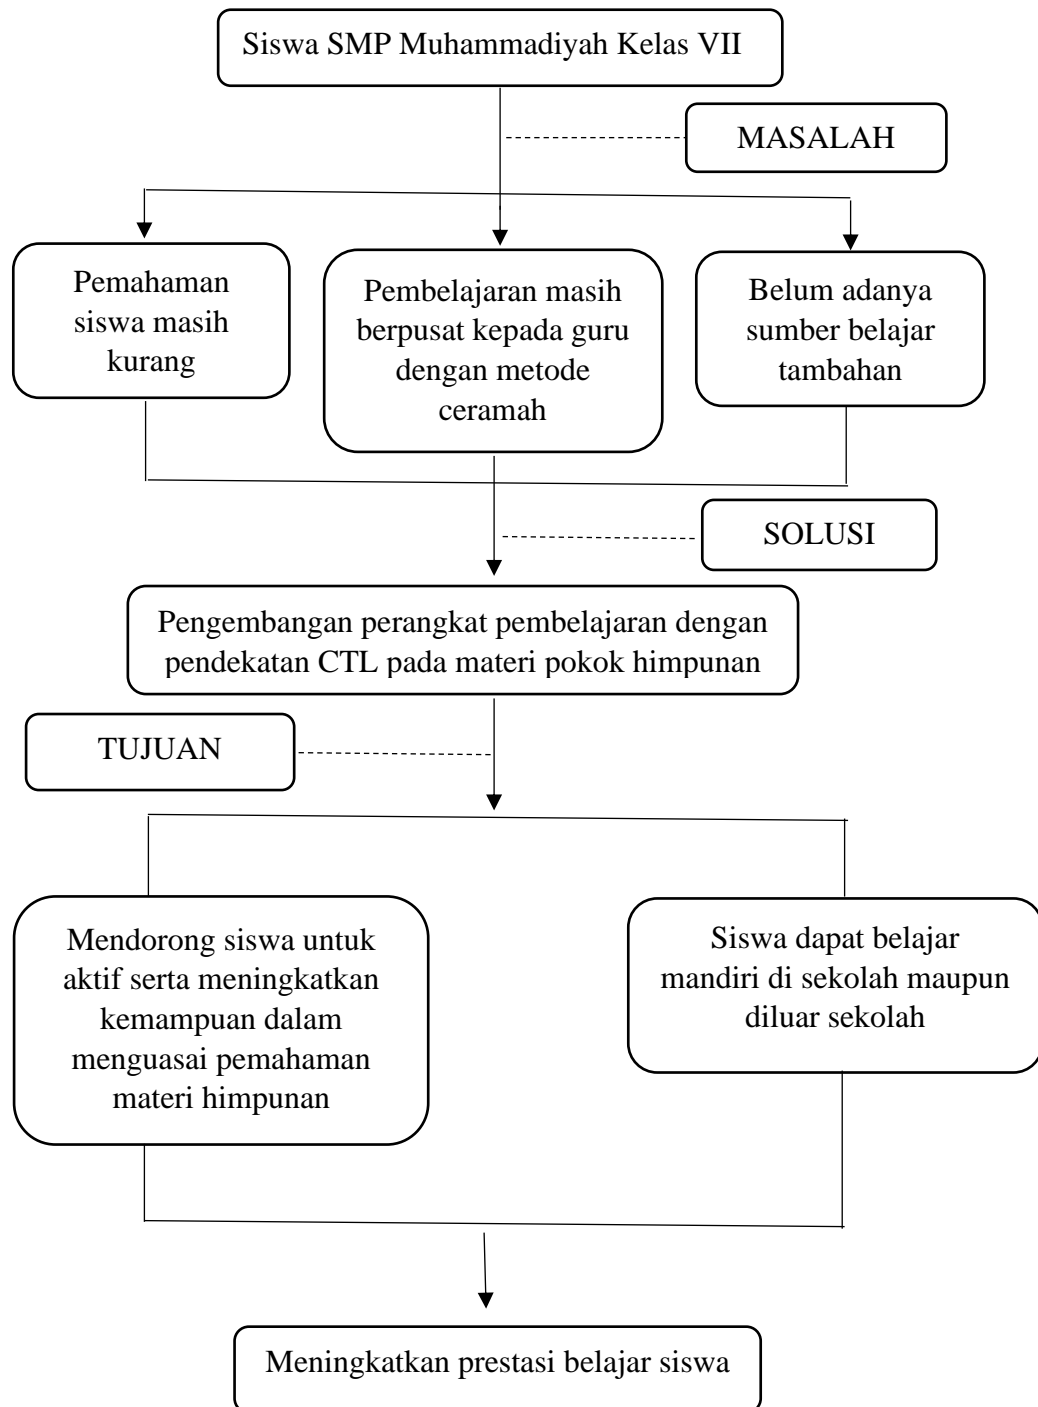 Siswa SMP Muhammadiyah Kelas VII
MASALAH
Pemahaman
siswa masih
kurang
Pembelajaran masih
berpusat kepada guru
dengan metode
ceramah
Belum adanya
sumber belajar
tambahan
SOLUSI
Pengembangan perangkat pembelajaran dengan
pendekatan CTL pada materi pokok himpunan
TUJUAN
Mendorong siswa untuk
aktif serta meningkatkan
kemampuan dalam
menguasai pemahaman
materi himpunan
Siswa dapat belajar
mandiri di sekolah maupun
diluar sekolah
Meningkatkan prestasi belajar siswa